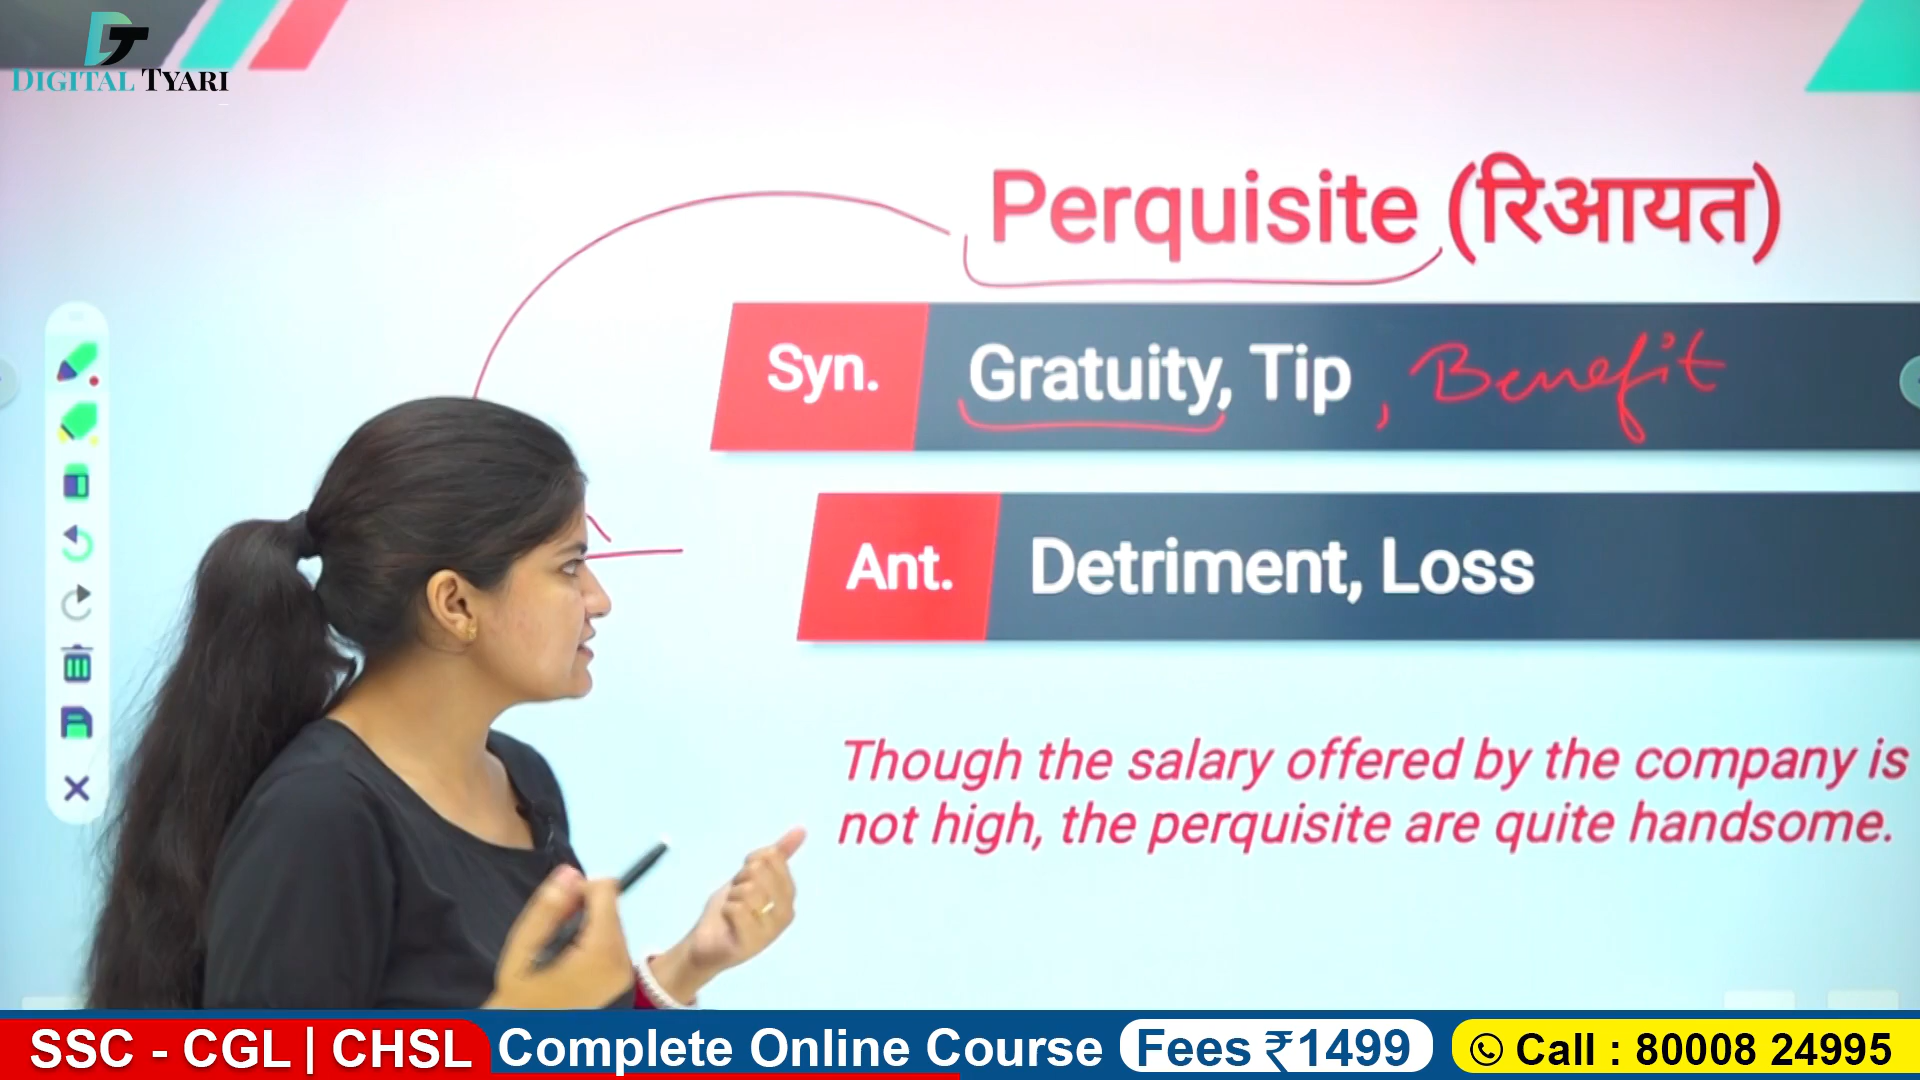 DT
DIGITAL TYARI
Perquisite (रिआयत)
Syn. Gratuity, Tip , Benefit
Ant. Detriment, Loss
Though the salary offered by the company is
not high, the perquisite are quite handsome.
SSC - CGL | CHSL Complete Online Course Fees ₹1499 Call : 80008 24995